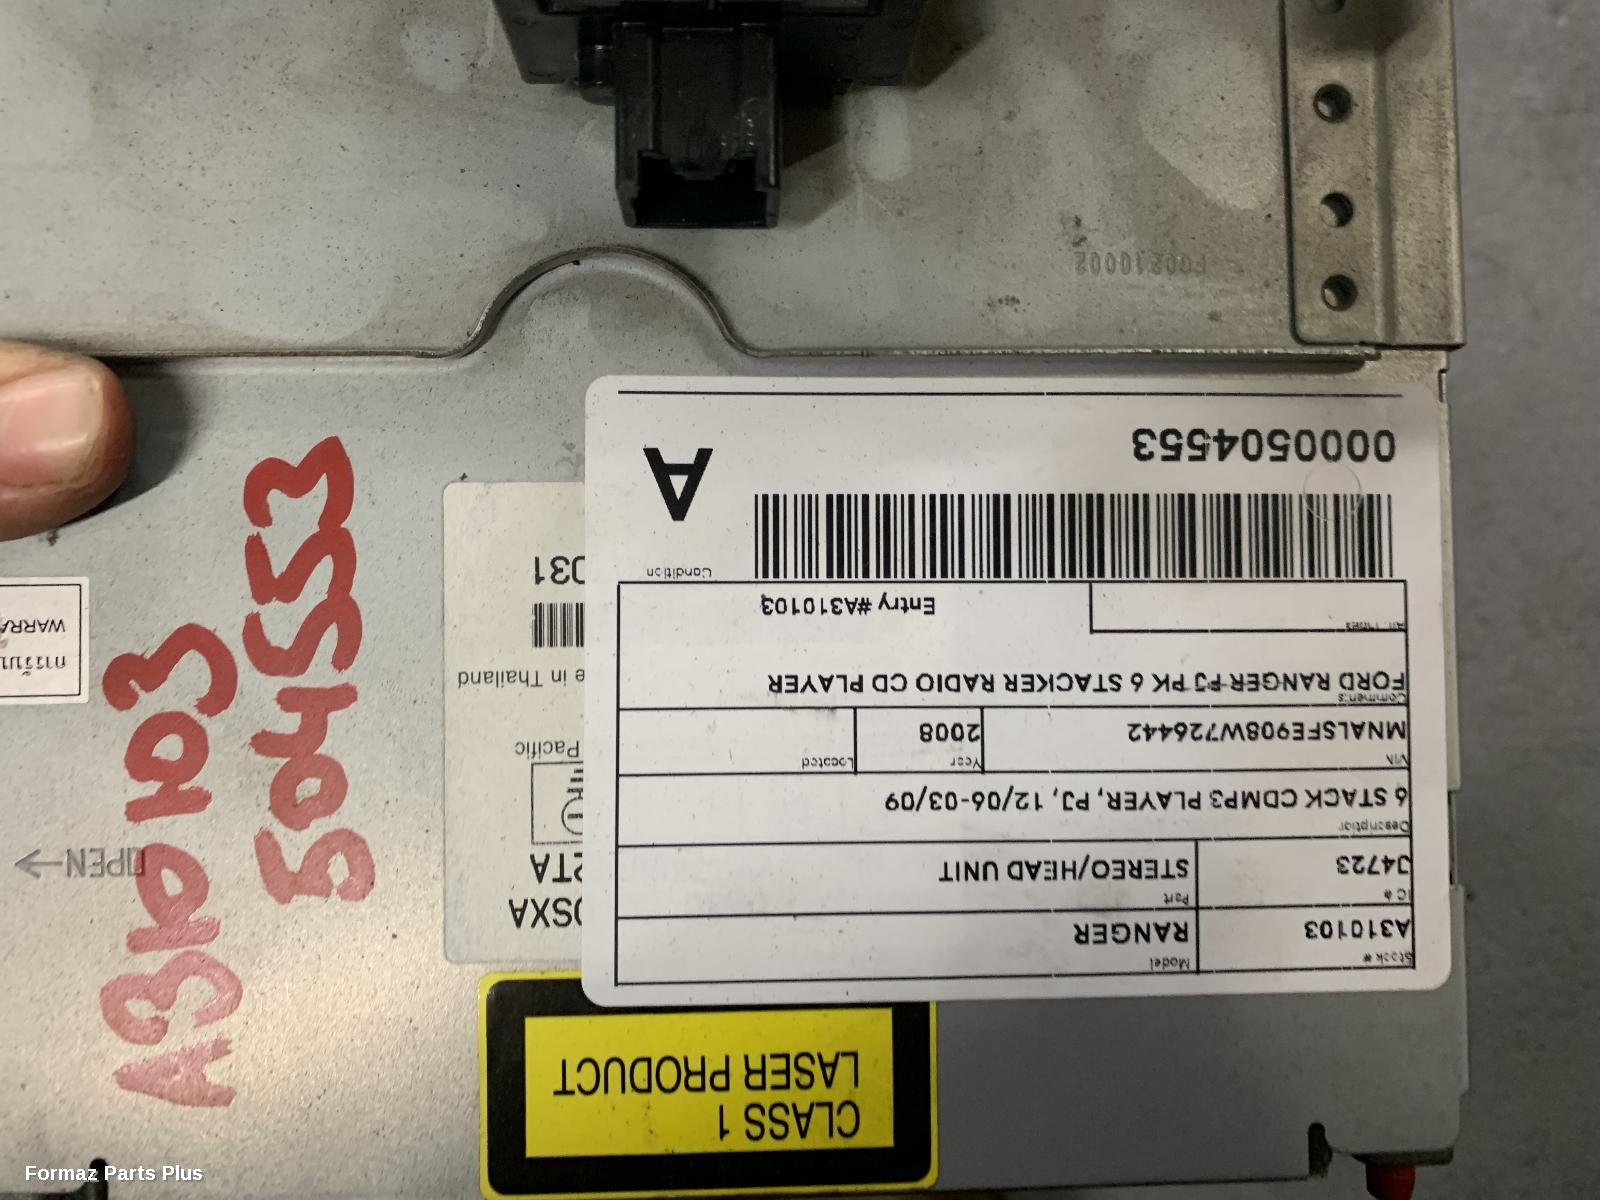 Stock #
A310103
Model
RANGER
IC #
J4723
Part
STEREO/HEAD UNIT
Description
6 STACK CDMP3 PLAYER, PJ, 12/06-03/09
VIN
MNALSFE908W726442
Year
2008
Located
Comments
FORD RANGER PJ PK 6 STACKER RADIO CD PLAYER
Entry #A310103
Condition
A
0000504553
CLASS 1
LASER PRODUCT
Pacific
e in Thailand
031
OPEN
A310103
504553
FG0210002
Formaz Parts Plus